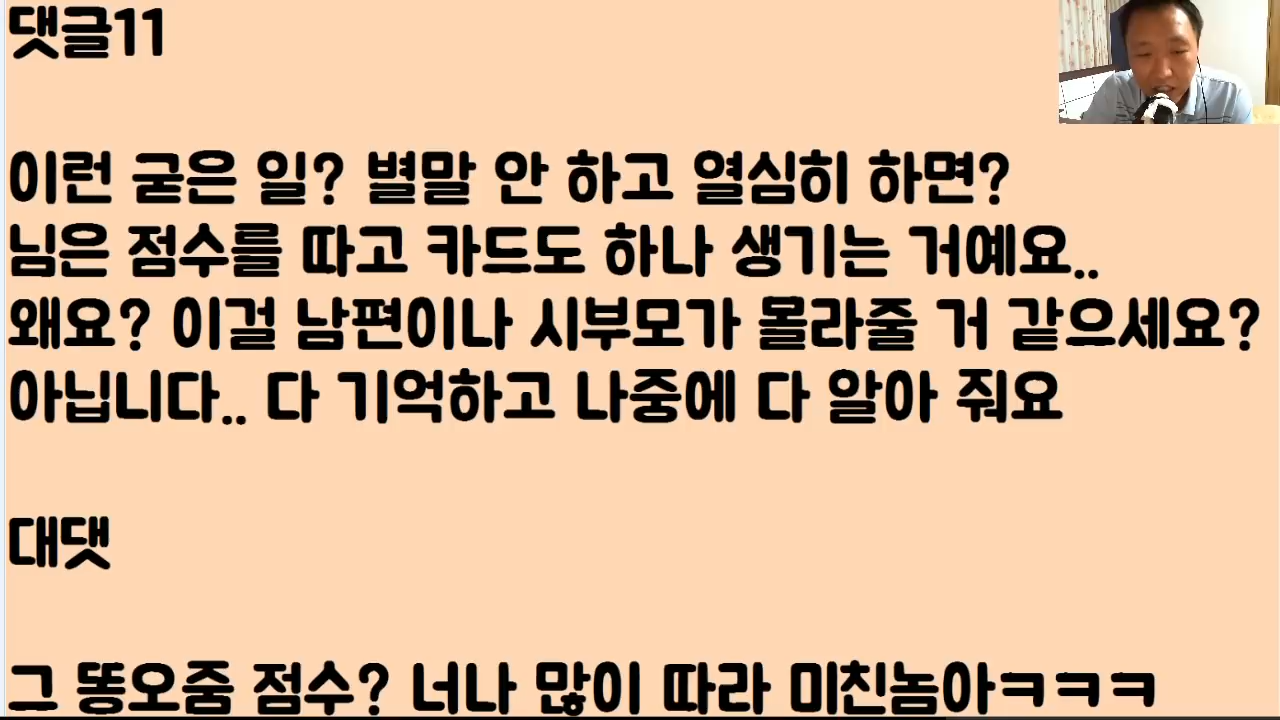 댓글11
이런 굳은 일? 별말 안 하고 열심히 하면?
님은 점수를 따고 카드도 하나 생기는 거예요..
왜요? 이걸 남편이나 시부모가 몰라줄 거 같으세요?
아닙니다.. 다 기억하고 나중에 다 알아 줘요
대댓
그 똥오줌 점수? 너나 많이 따라 미친놈아ㅋㅋㅋ